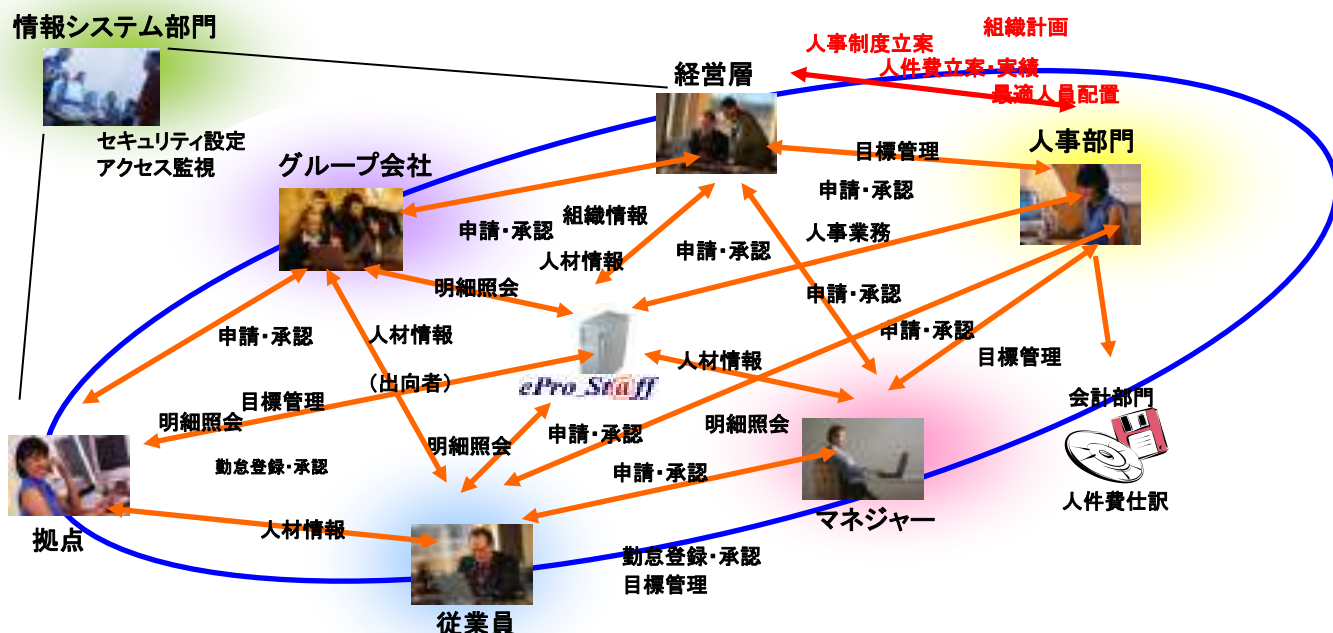 情報システム部門
組織計画
人事制度立案
人件費立案・実績
最適人員配置
経営層
セキュリティ設定
アクセス監視
グループ会社
目標管理
人事部門
申請・承認
組織情報
申請・承認
人事業務
人材情報
申請・承認
明細照会
申請・承認
申請・承認
人材情報
申請・承認
人材情報
目標管理
（出向者）
ePro_Staff
会計部門
目標管理
明細照会
明細照会
申請・承認
明細照会
勤怠登録・承認
申請・承認
人件費仕訳
人材情報
マネジャー
拠点
勤怠登録・承認
目標管理
従業員